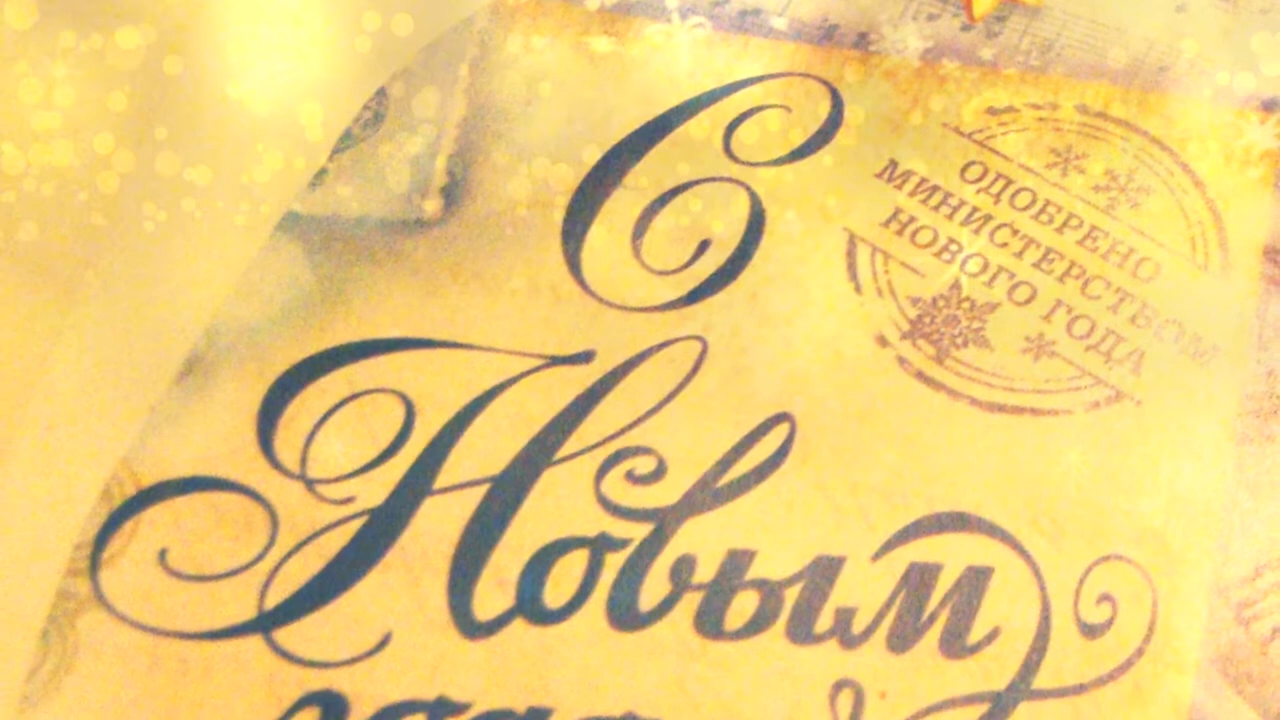 С
ОДОБРЕНО
МИНИСТЕРСТВОМ
НОВОГО ГОДА
Новым